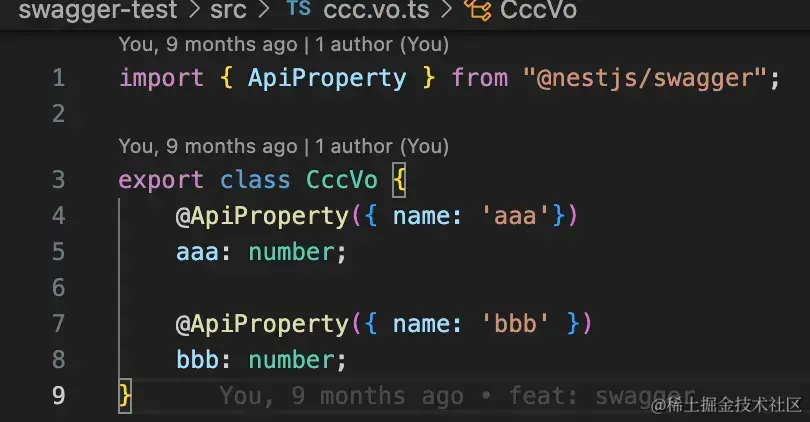 swagger-test > src > TS ccc.vo.ts > CccVo
You, 9 months ago | 1 author (You)
1 import { ApiProperty } from "@nestjs/swagger";
2
You, 9 months ago | 1 author (You)
3 export class CccVo {
4 @ApiProperty({ name: 'aaa'})
5 aaa: number;
6
7 @ApiProperty({ name: 'bbb' })
8 bbb: number;
9 } You, 9 months ago • feat: swagger
@稀土掘金技术社区